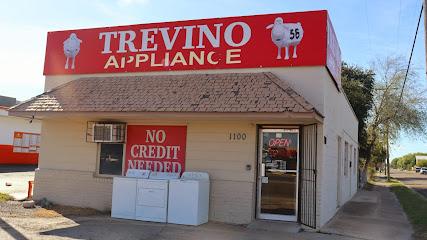 TREVINO
APPLIANCE
56
1100
NO
CREDIT
NEEDED
OPEN